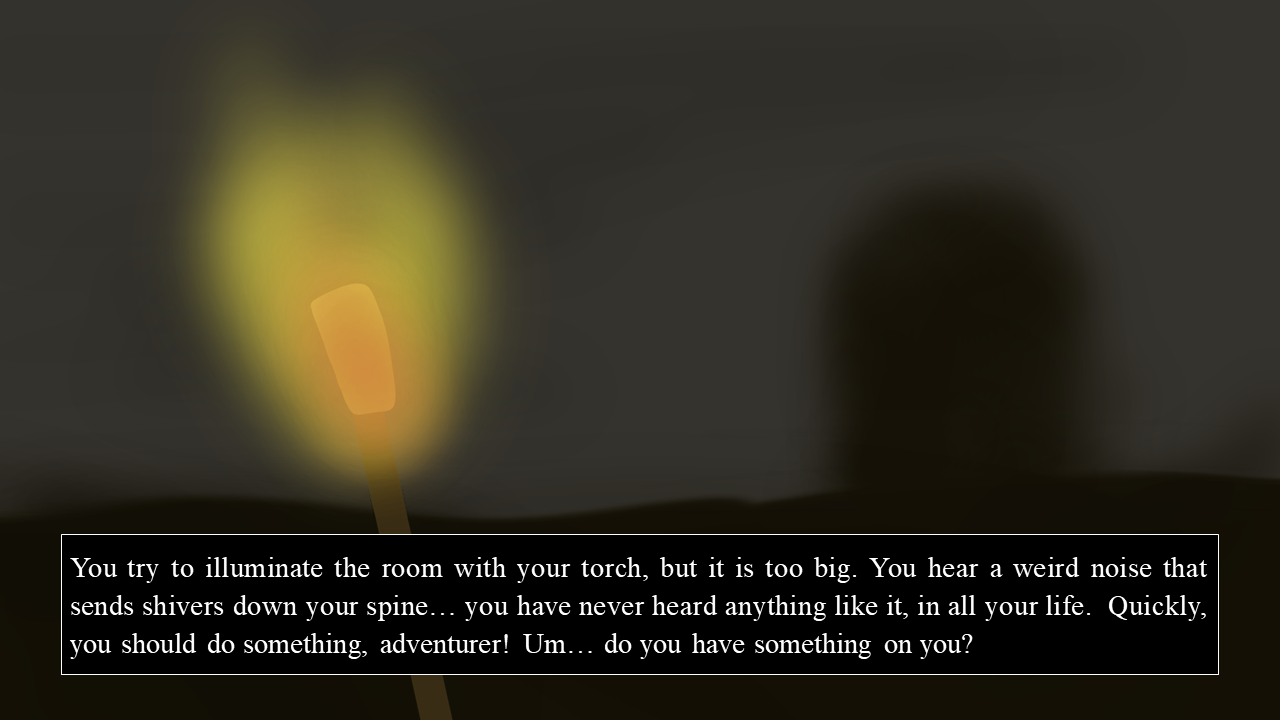 You try to illuminate the room with your torch, but it is too big. You hear a weird noise that
sends shivers down your spine… you have never heard anything like it, in all your life. Quickly,
you should do something, adventurer! Um… do you have something on you?